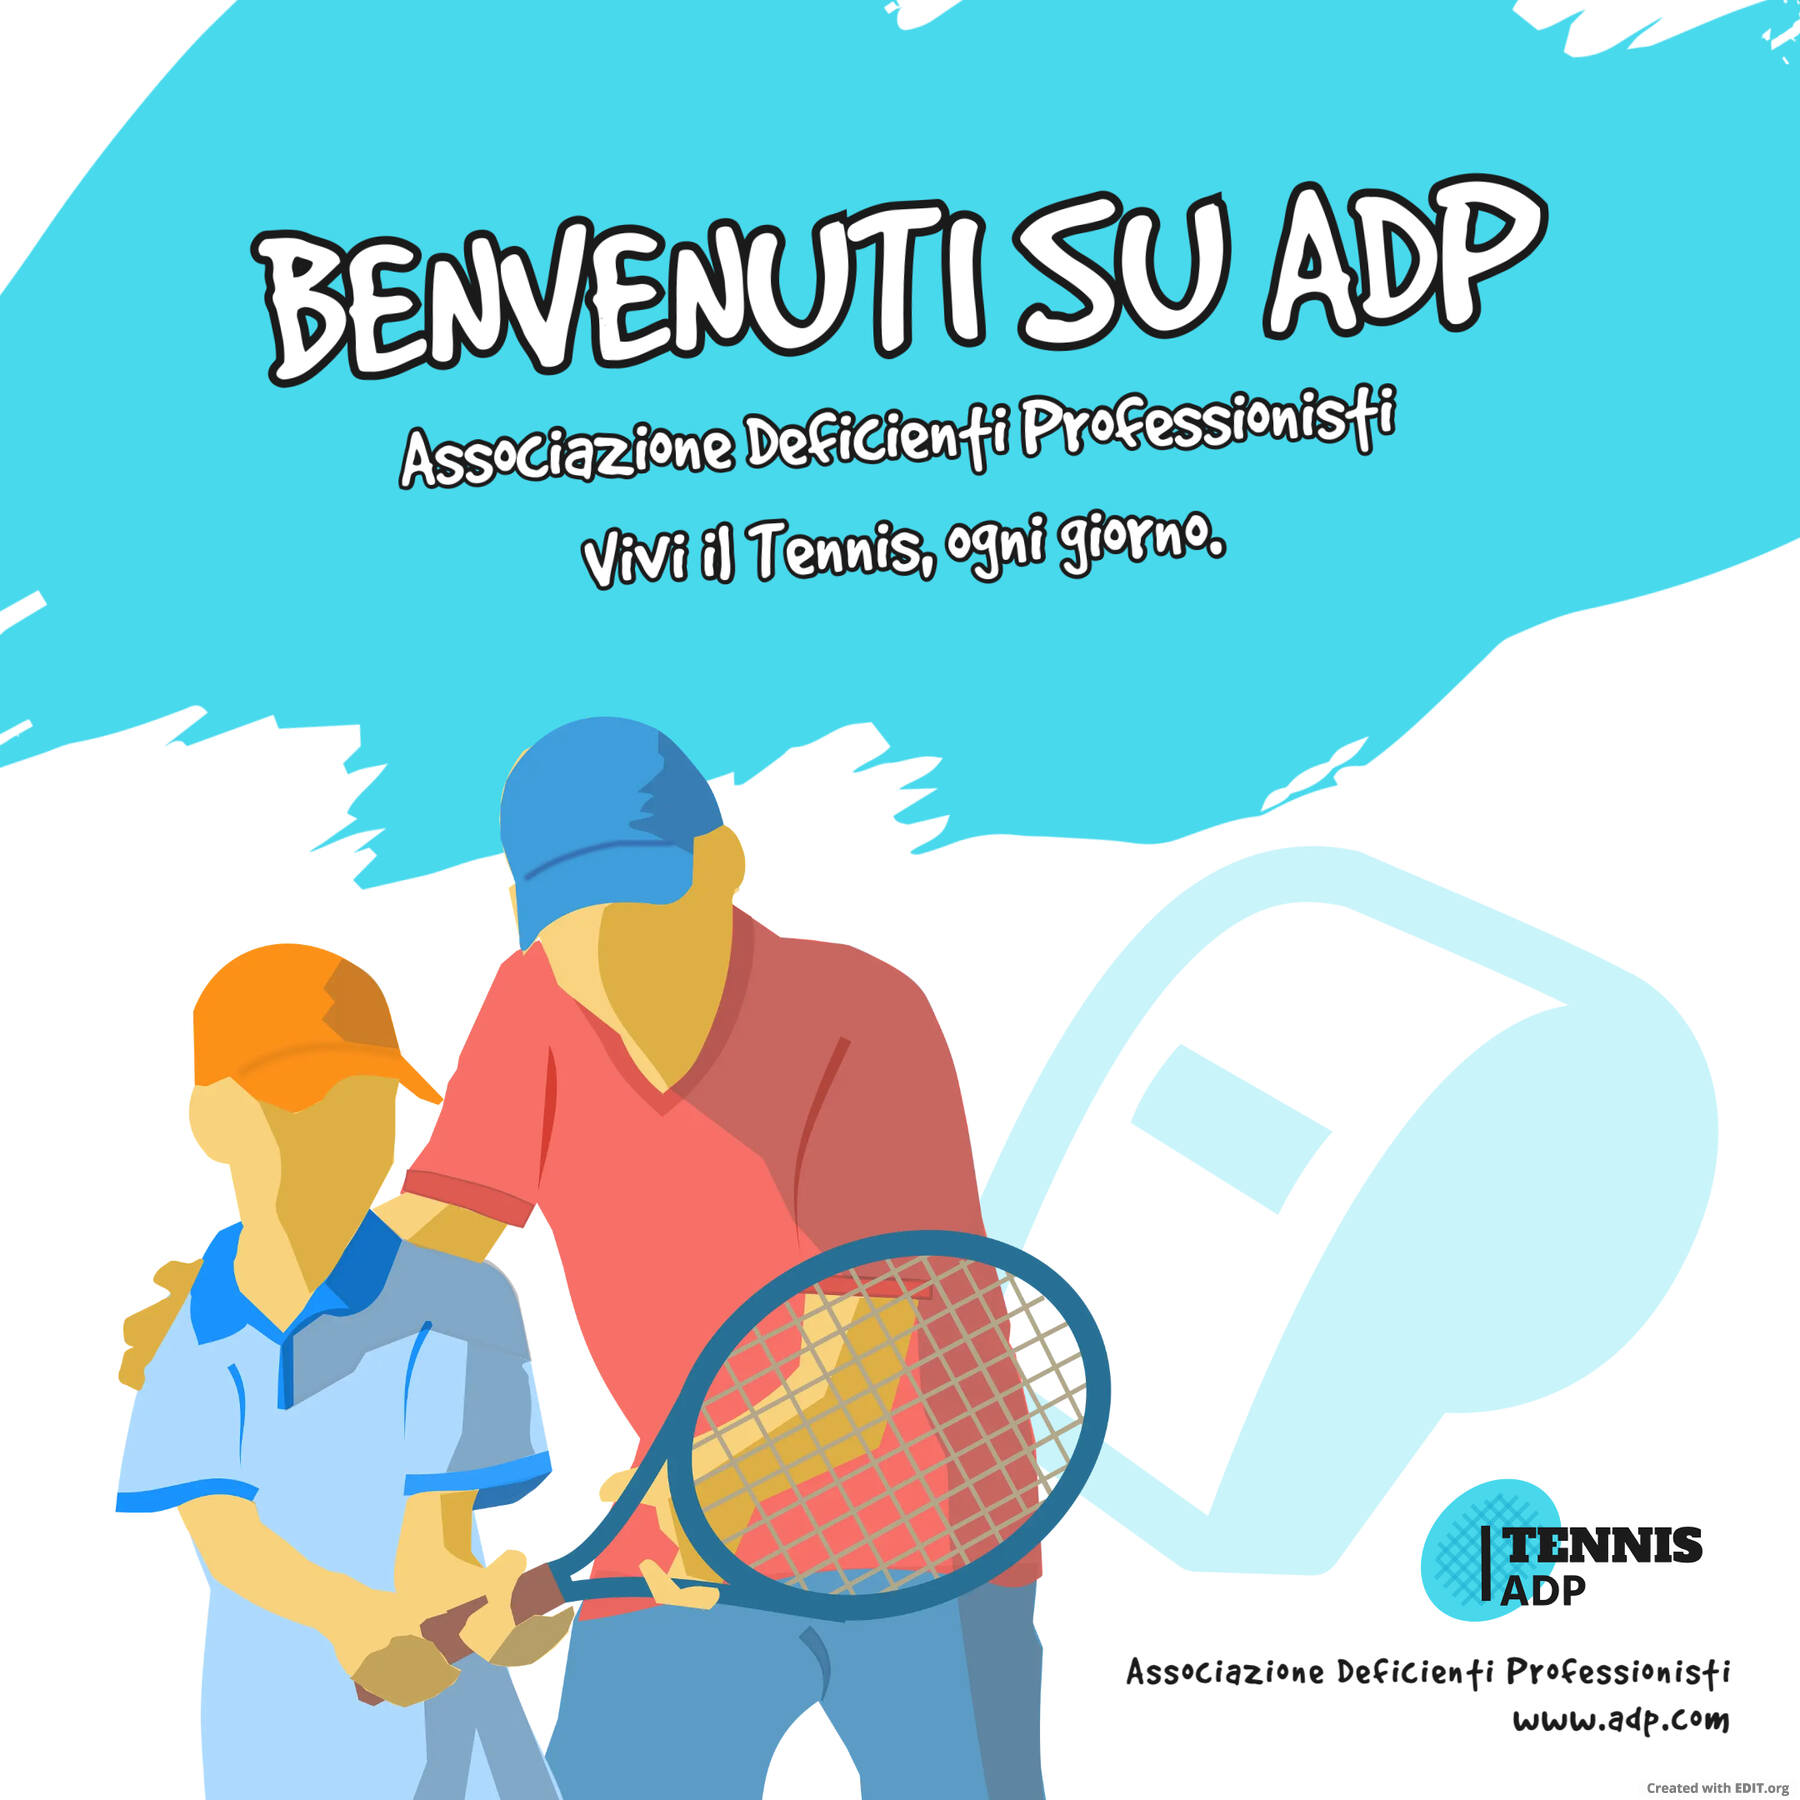 BENVENUTI SU ADP
Associazione Deficienti Professionisti
Vivi il Tennis, ogni giorno.
TENNIS
ADP
Associazione Deficienti Professionisti
www.adp.com
Created with EDIT.org